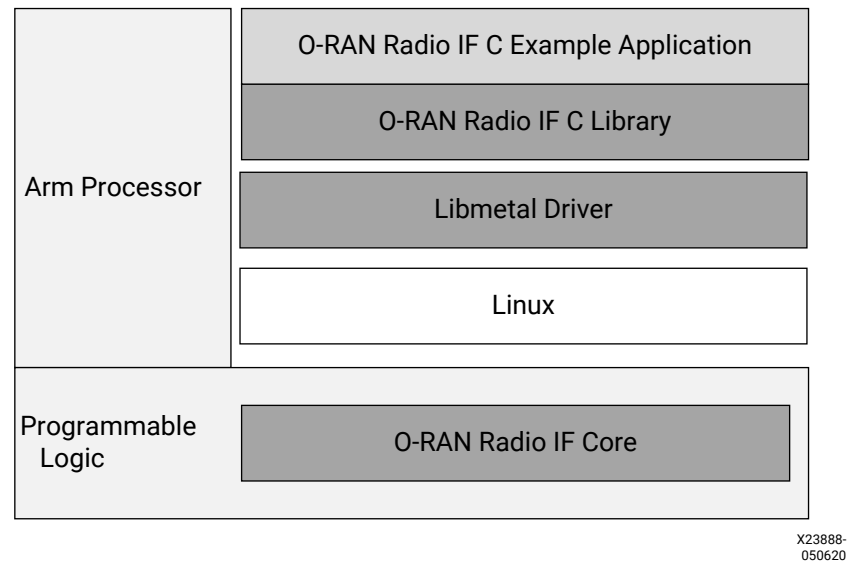 O-RAN Radio IF C Example Application
O-RAN Radio IF C Library
Arm Processor
Libmetal Driver
Linux
Programmable
Logic
O-RAN Radio IF Core
X23888-
050620